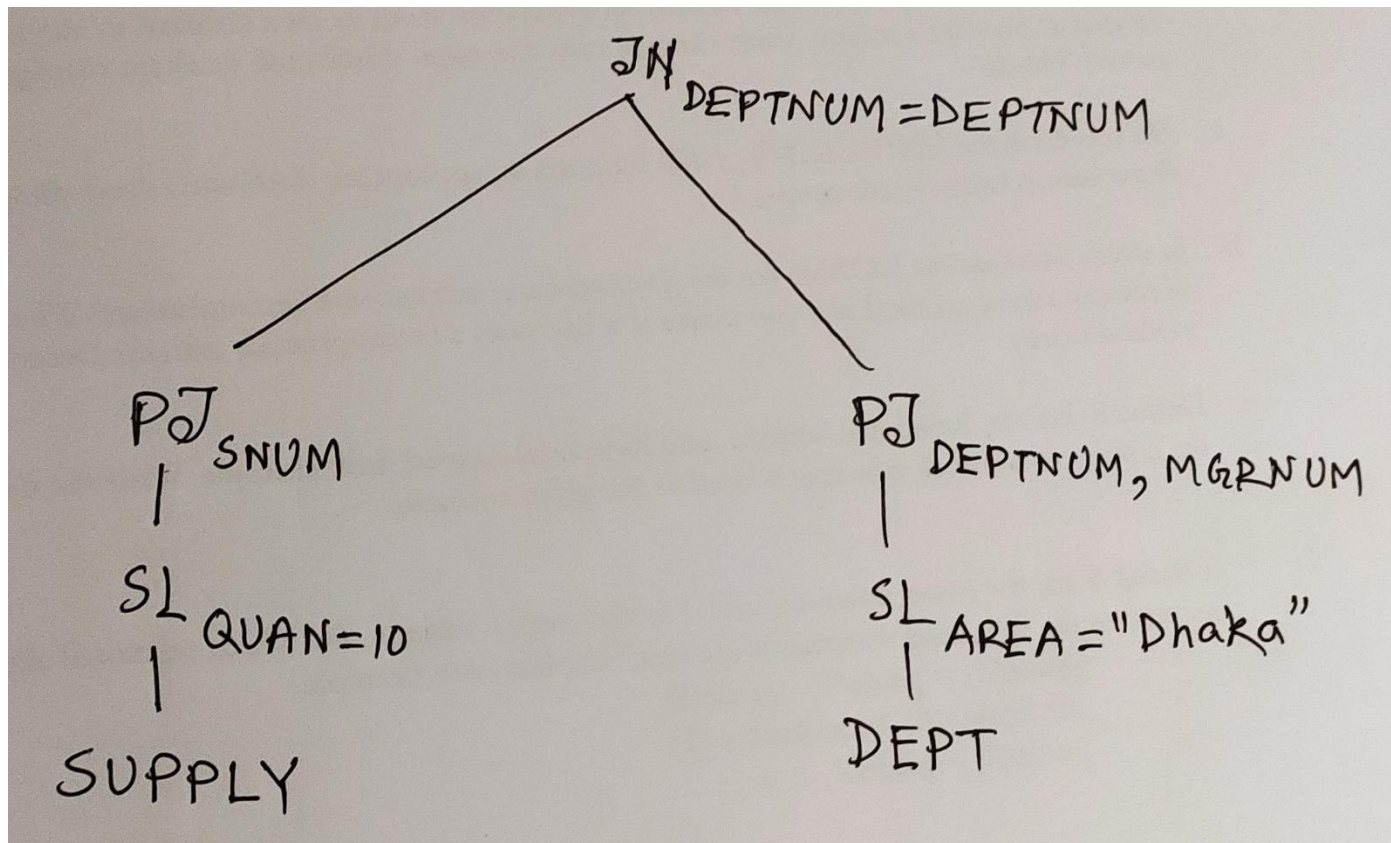 JN DEPTNUM=DEPTNUM
PJ SNUM
PJ DEPTNUM, MGRNUM
SL QUAN=10
SL AREA="Dhaka"
SUPPLY
DEPT